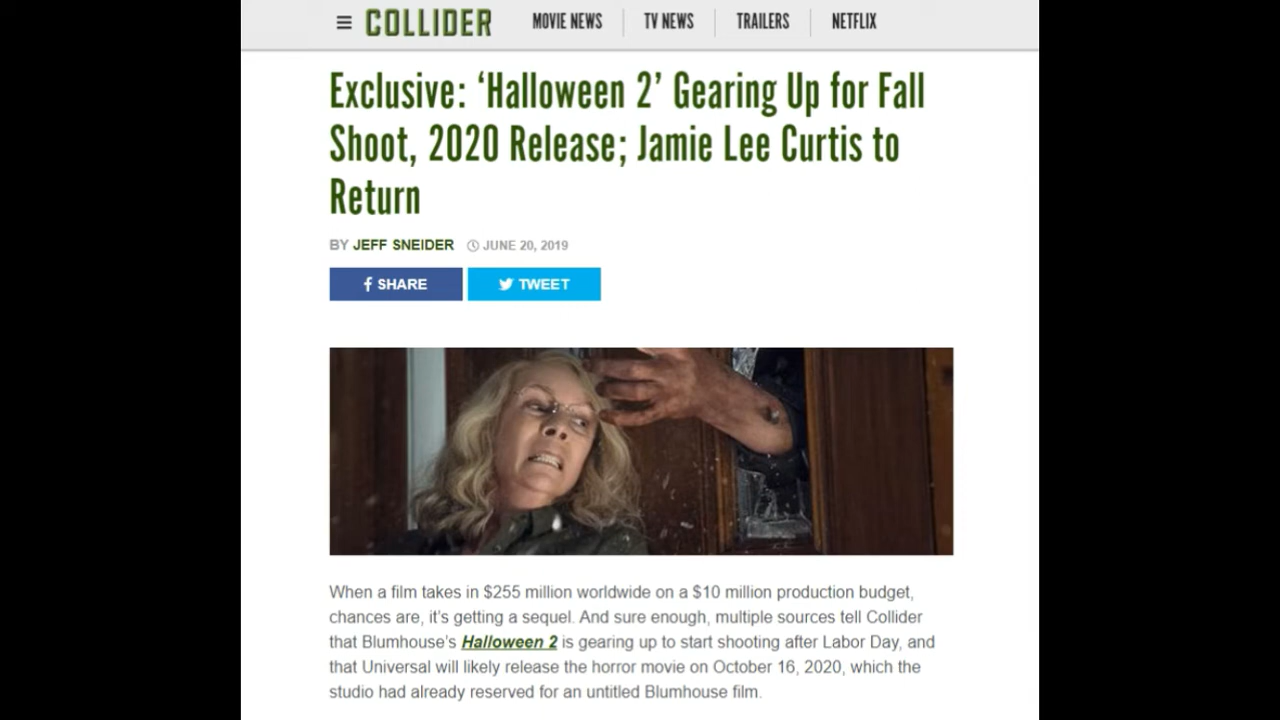 COLLIDER MOVIE NEWS TV NEWS TRAILERS NETFLIX
Exclusive: ‘Halloween 2’ Gearing Up for Fall
Shoot, 2020 Release; Jamie Lee Curtis to
Return
BY JEFF SNEIDER JUNE 20, 2019
SHARE TWEET
When a film takes in $255 million worldwide on a $10 million production budget,
chances are, it’s getting a sequel. And sure enough, multiple sources tell Collider
that Blumhouse’s Halloween 2 is gearing up to start shooting after Labor Day, and
that Universal will likely release the horror movie on October 16, 2020, which the
studio had already reserved for an untitled Blumhouse film.